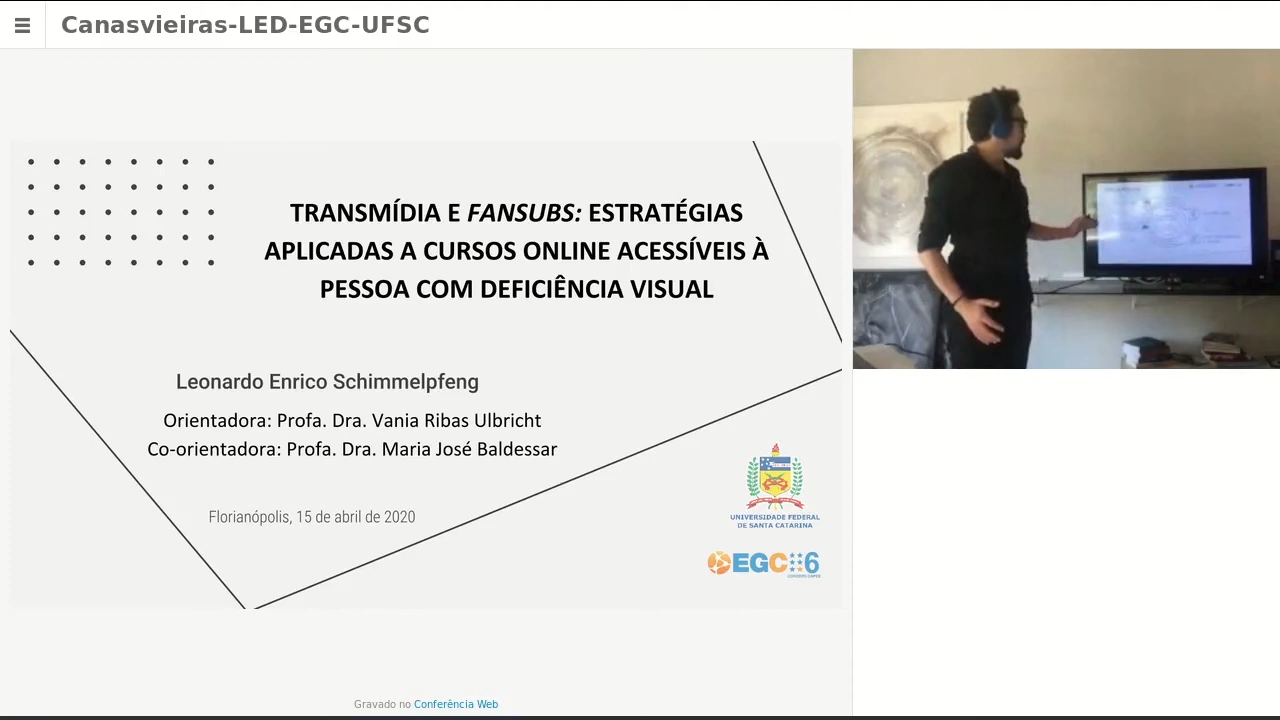 Canasvieiras-LED-EGC-UFSC
TRANSMÍDIA E FANSUBS: ESTRATÉGIAS
APLICADAS A CURSOS ONLINE ACESSÍVEIS À
PESSOA COM DEFICIÊNCIA VISUAL
Leonardo Enrico Schimmelpfeng
Orientadora: Profa. Dra. Vania Ribas Ulbricht
Co-orientadora: Profa. Dra. Maria José Baldessar
Florianópolis, 15 de abril de 2020
UNIVERSIDADE FEDERAL
DE SANTA CATARINA
EGC 6
CONCEITO CAPES
Gravado no Conferência Web